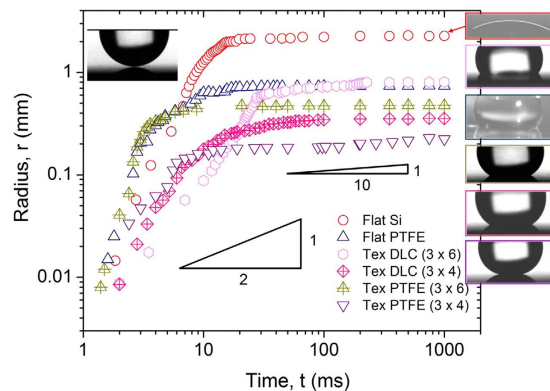 Radius, r (mm)
1
0.1
0.01
1
10
1
2
Flat Si
Flat PTFE
Tex DLC (3 x 6)
Tex DLC (3 x 4)
Tex PTFE (3 x 6)
Tex PTFE (3 x 4)
1
10
100
1000
Time, t (ms)